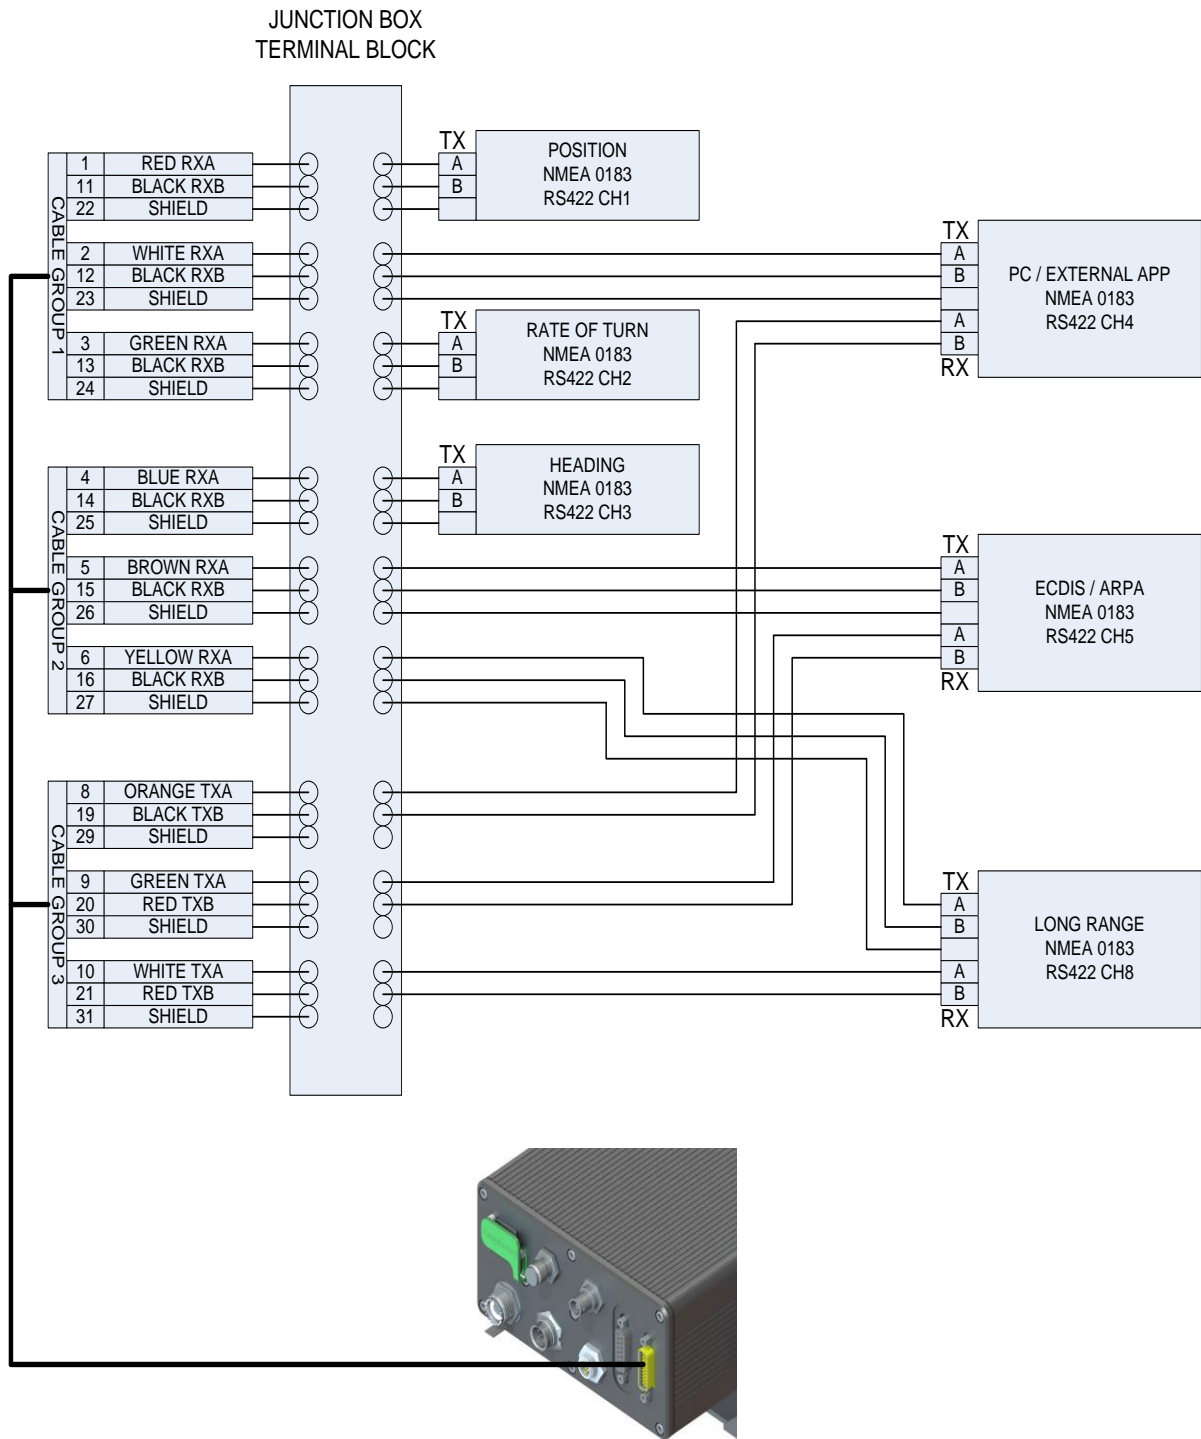 JUNCTION BOX
TERMINAL BLOCK
CABLE GROUP 1
1 RED RXA
11 BLACK RXB
22 SHIELD
2 WHITE RXA
12 BLACK RXB
23 SHIELD
3 GREEN RXA
13 BLACK RXB
24 SHIELD
CABLE GROUP 2
4 BLUE RXA
14 BLACK RXB
25 SHIELD
5 BROWN RXA
15 BLACK RXB
26 SHIELD
6 YELLOW RXA
16 BLACK RXB
27 SHIELD
CABLE GROUP 3
8 ORANGE TXA
19 BLACK TXB
29 SHIELD
9 GREEN TXA
20 RED TXB
30 SHIELD
10 WHITE TXA
21 RED TXB
31 SHIELD
TX
A
B
POSITION
NMEA 0183
RS422 CH1
TX
A
B
RATE OF TURN
NMEA 0183
RS422 CH2
TX
A
B
HEADING
NMEA 0183
RS422 CH3
TX
A
B
A
B
RX
PC / EXTERNAL APP
NMEA 0183
RS422 CH4
TX
A
B
A
B
RX
ECDIS / ARPA
NMEA 0183
RS422 CH5
TX
A
B
A
B
RX
LONG RANGE
NMEA 0183
RS422 CH8